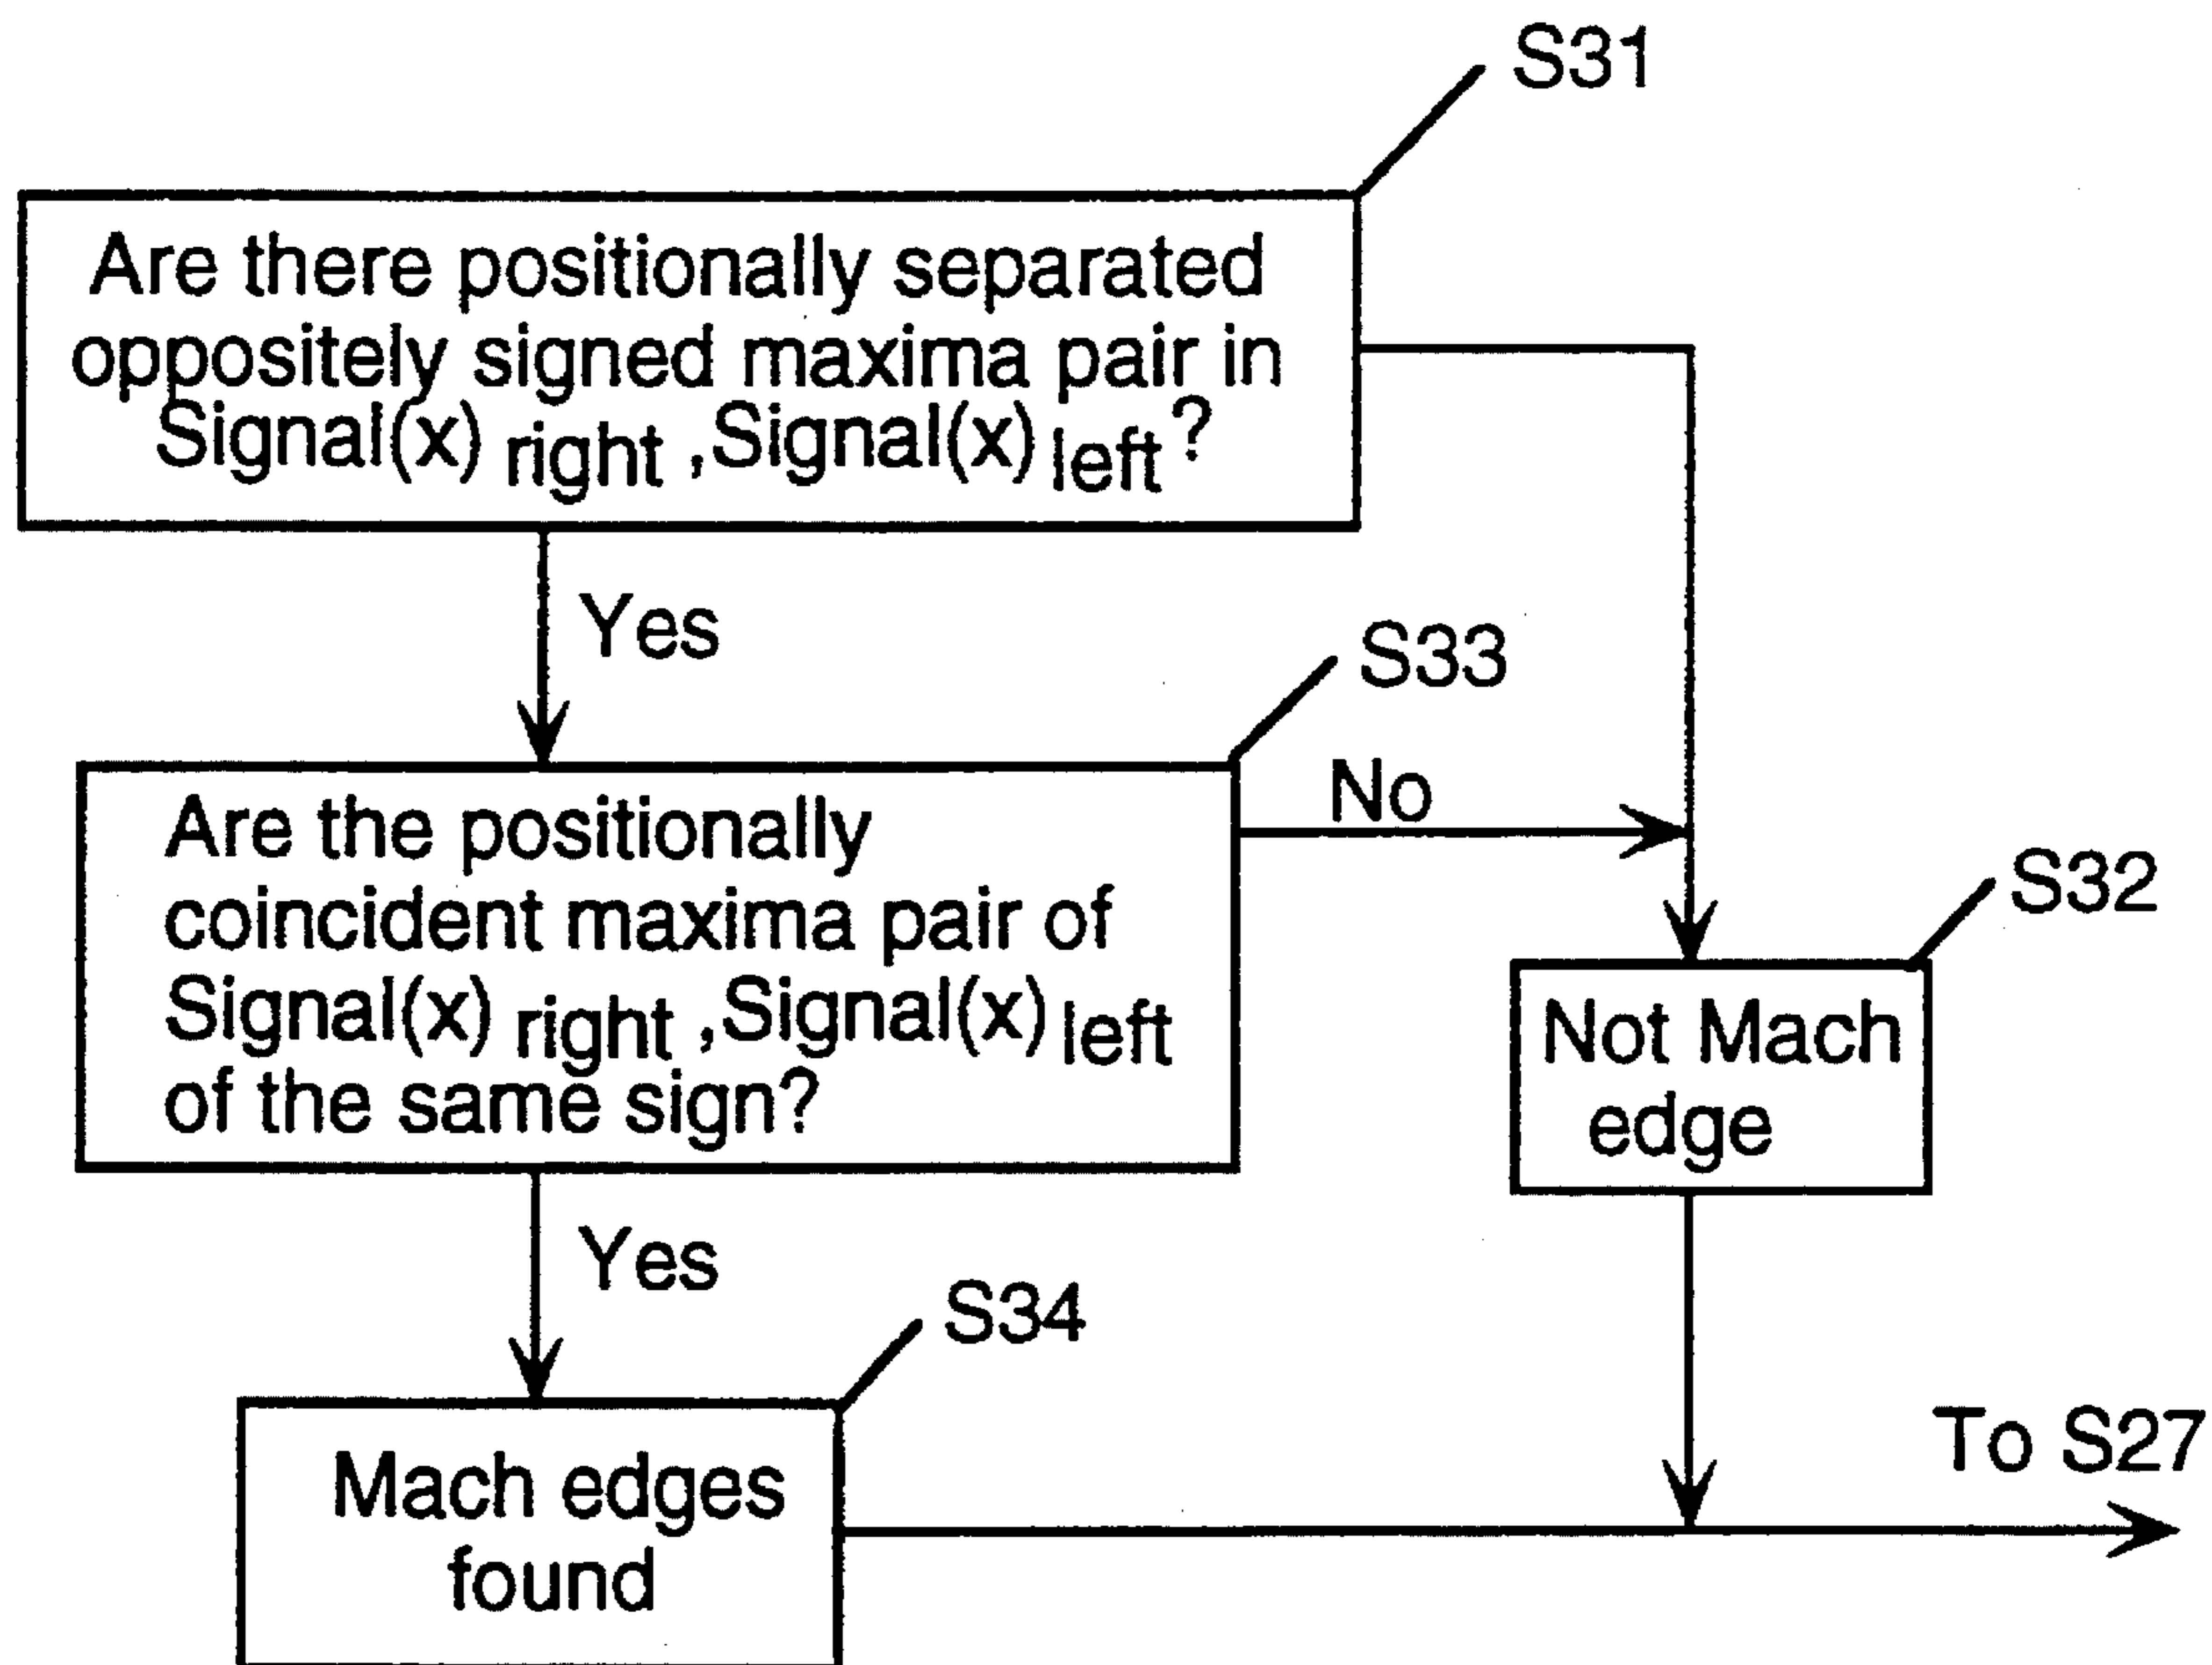 S31
Are there positionally separated
oppositely signed maxima pair in
Signal(x) right ,Signal(x) left ?
Yes
S33
No
Are the positionally
coincident maxima pair of
Signal(x) right ,Signal(x) left
of the same sign?
S32
Not Mach
edge
Yes
S34
Mach edges
found
To S27